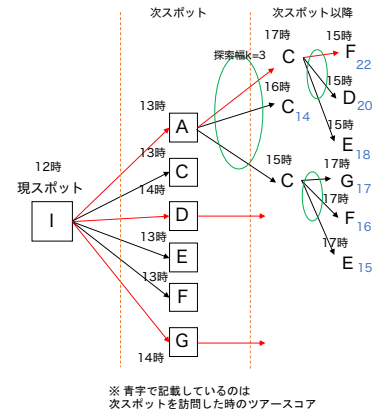 次スポット
次スポット以降
17時
15時
C
F
探索幅k=3
22
16時
15時
13時
C
14
D
20
A
15時
13時
E
18
12時
C
15時
17時
現スポット
14時
C
G
17
I
D
17時
F
16
13時
E
17時
13時
E
15
F
G
14時
※ 青字で記載しているのは
次スポットを訪問した時のツアースコア